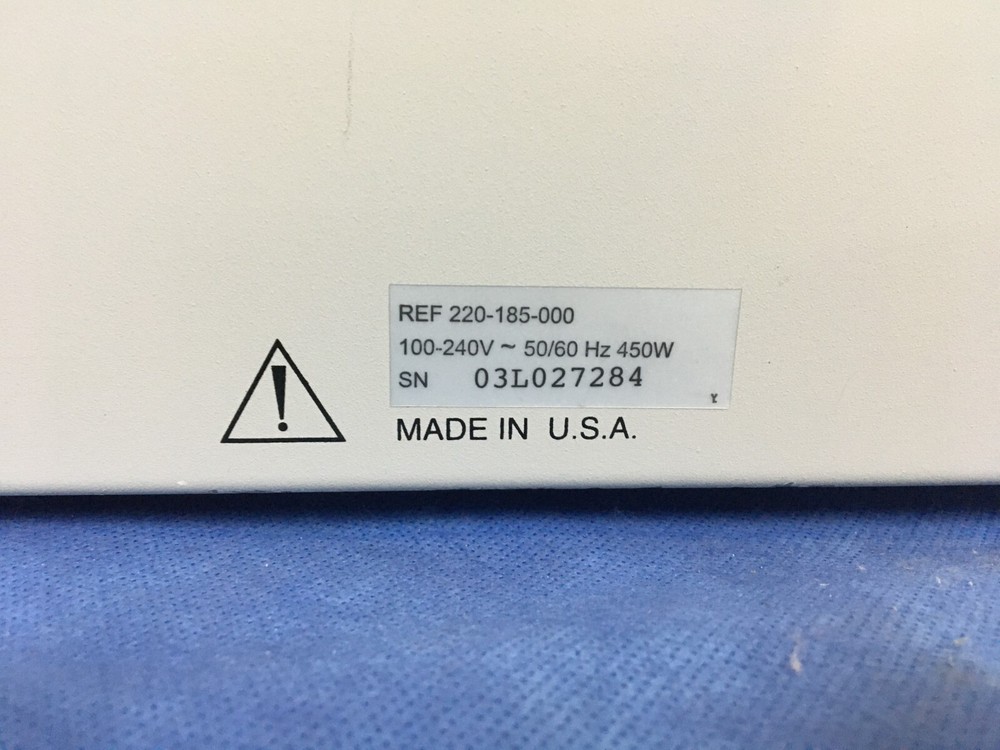 REF 220-185-000
100-240V ~ 50/60 Hz 450W
SN 03L027284
Y
MADE IN U.S.A.